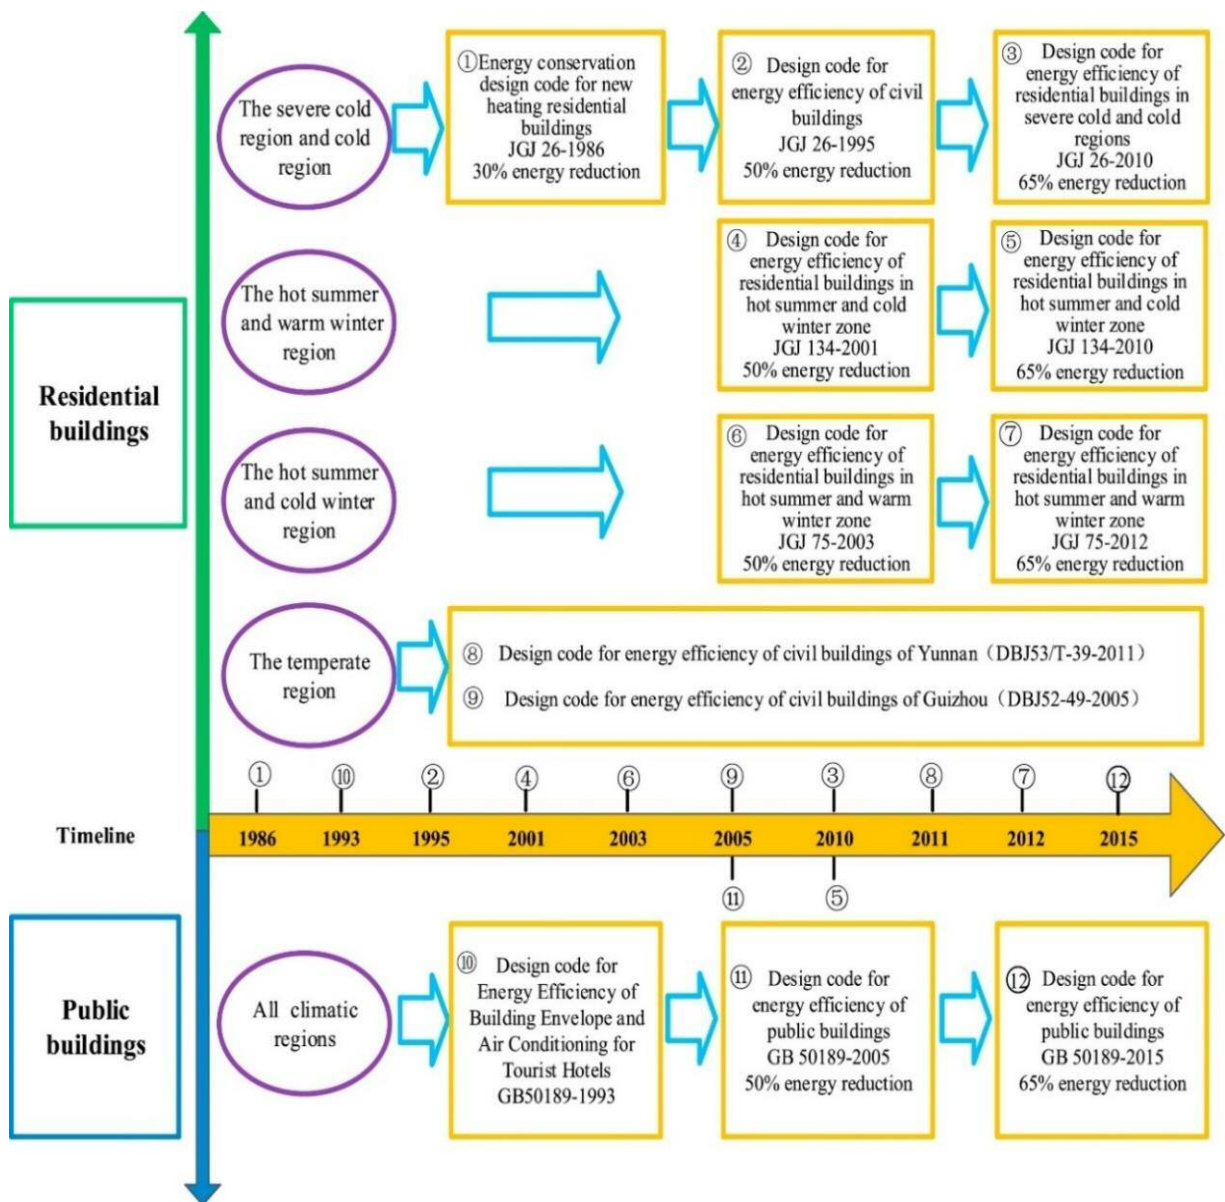 Residential
buildings
The severe cold
region and cold
region
①Energy conservation
design code for new
heating residential
buildings
JGJ 26-1986
30% energy reduction
② Design code for
energy efficiency of civil
buildings
JGJ 26-1995
50% energy reduction
③ Design code for
energy efficiency of
residential buildings in
severe cold and cold
regions
JGJ 26-2010
65% energy reduction
The hot summer
and warm winter
region
④ Design code for
energy efficiency of
residential buildings in
hot summer and cold
winter zone
JGJ 134-2001
50% energy reduction
⑤ Design code for
energy efficiency of
residential buildings in
hot summer and cold
winter zone
JGJ 134-2010
65% energy reduction
The hot summer
and cold winter
region
⑥ Design code for
energy efficiency of
residential buildings in
hot summer and warm
winter zone
JGJ 75-2003
50% energy reduction
⑦ Design code for
energy efficiency of
residential buildings in
hot summer and warm
winter zone
JGJ 75-2012
65% energy reduction
The temperate
region
⑧ Design code for energy efficiency of civil buildings of Yunnan（DBJ53/T-39-2011）
⑨ Design code for energy efficiency of civil buildings of Guizhou（DBJ52-49-2005）
① ⑩ ② ④ ⑥ ⑨ ③ ⑧ ⑦ ⑫
Timeline
1986 1993 1995 2001 2003 2005 2010 2011 2012 2015
⑪ ⑤
Public
buildings
All climatic
regions
⑩ Design code for
Energy Efficiency of
Building Envelope and
Air Conditioning for
Tourist Hotels
GB50189-1993
⑪ Design code for
energy efficiency of
public buildings
GB 50189-2005
50% energy reduction
⑫ Design code for
energy efficiency of
public buildings
GB 50189-2015
65% energy reduction